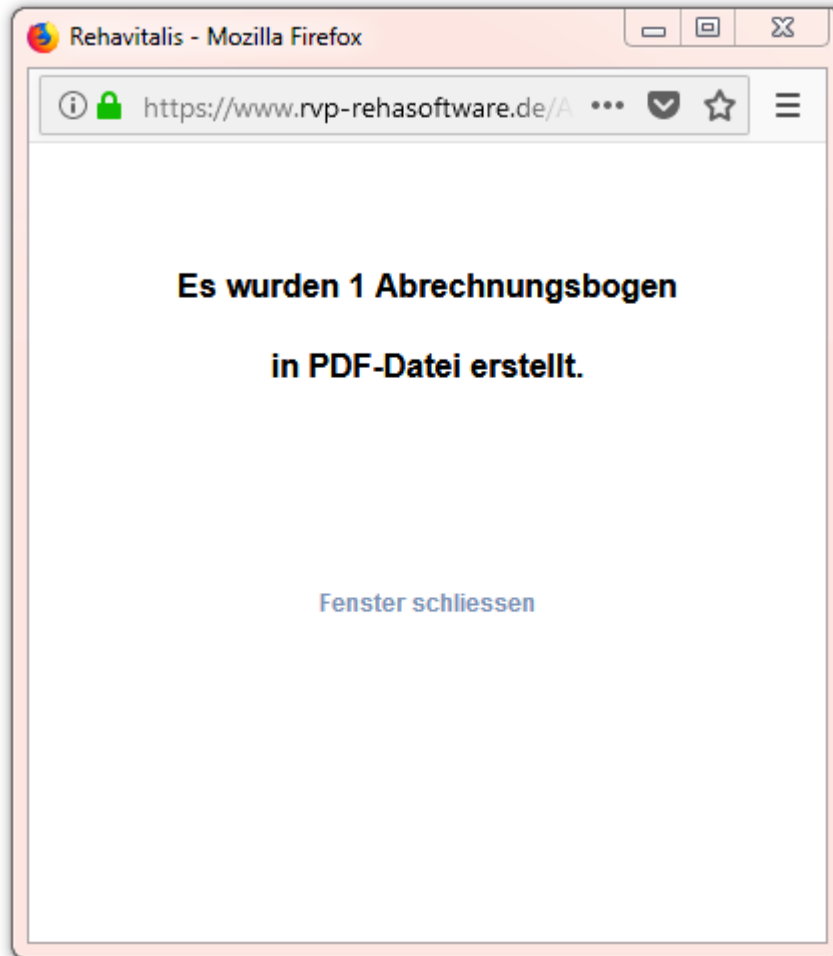 Rehavitalis - Mozilla Firefox
https://www.rvp-rehasoftware.de/A
Es wurden 1 Abrechnungsbogen
in PDF-Datei erstellt.
Fenster schliessen